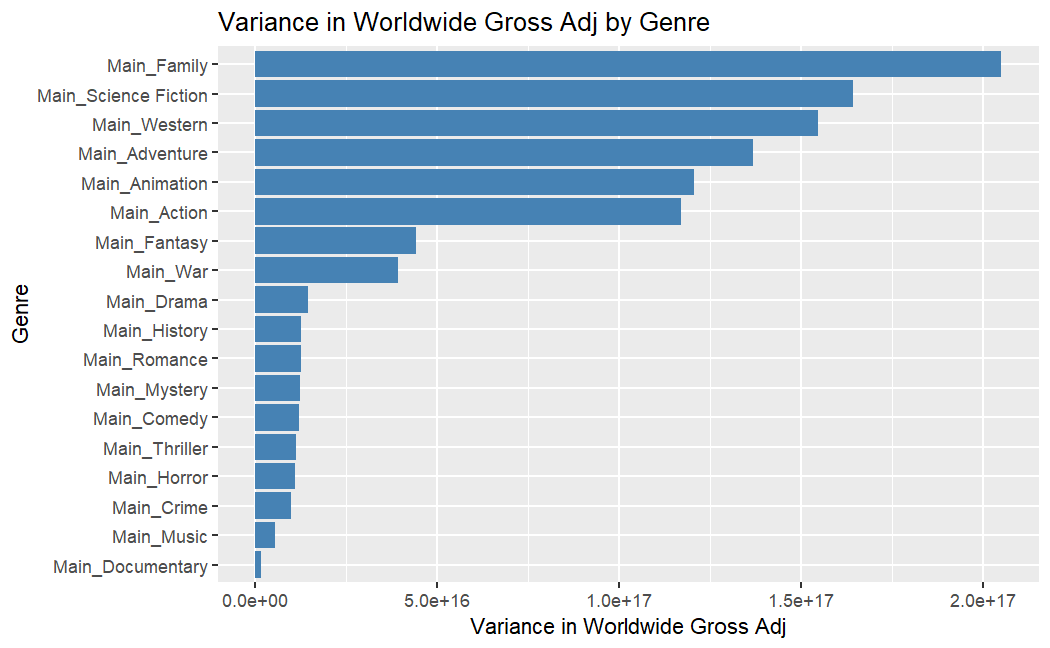 Variance in Worldwide Gross Adj by Genre
Genre
Main_Family
Main_Science Fiction
Main_Western
Main_Adventure
Main_Animation
Main_Action
Main_Fantasy
Main_War
Main_Drama
Main_History
Main_Romance
Main_Mystery
Main_Comedy
Main_Thriller
Main_Horror
Main_Crime
Main_Music
Main_Documentary
0.0e+00 5.0e+16 1.0e+17 1.5e+17 2.0e+17
Variance in Worldwide Gross Adj